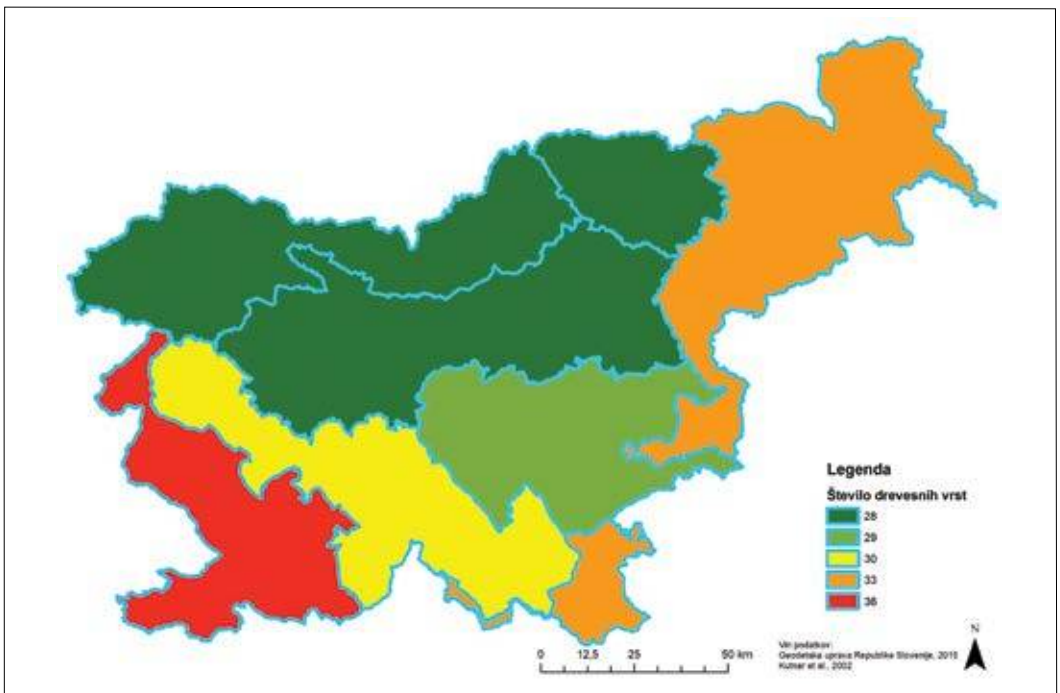 Legenda
Število drevesnih vrst
28
29
30
33
36
N
0 12,5 25 50 km
Viri podatkov:
Geodetska uprava Republike Slovenije, 2015
Kutnar et al., 2002